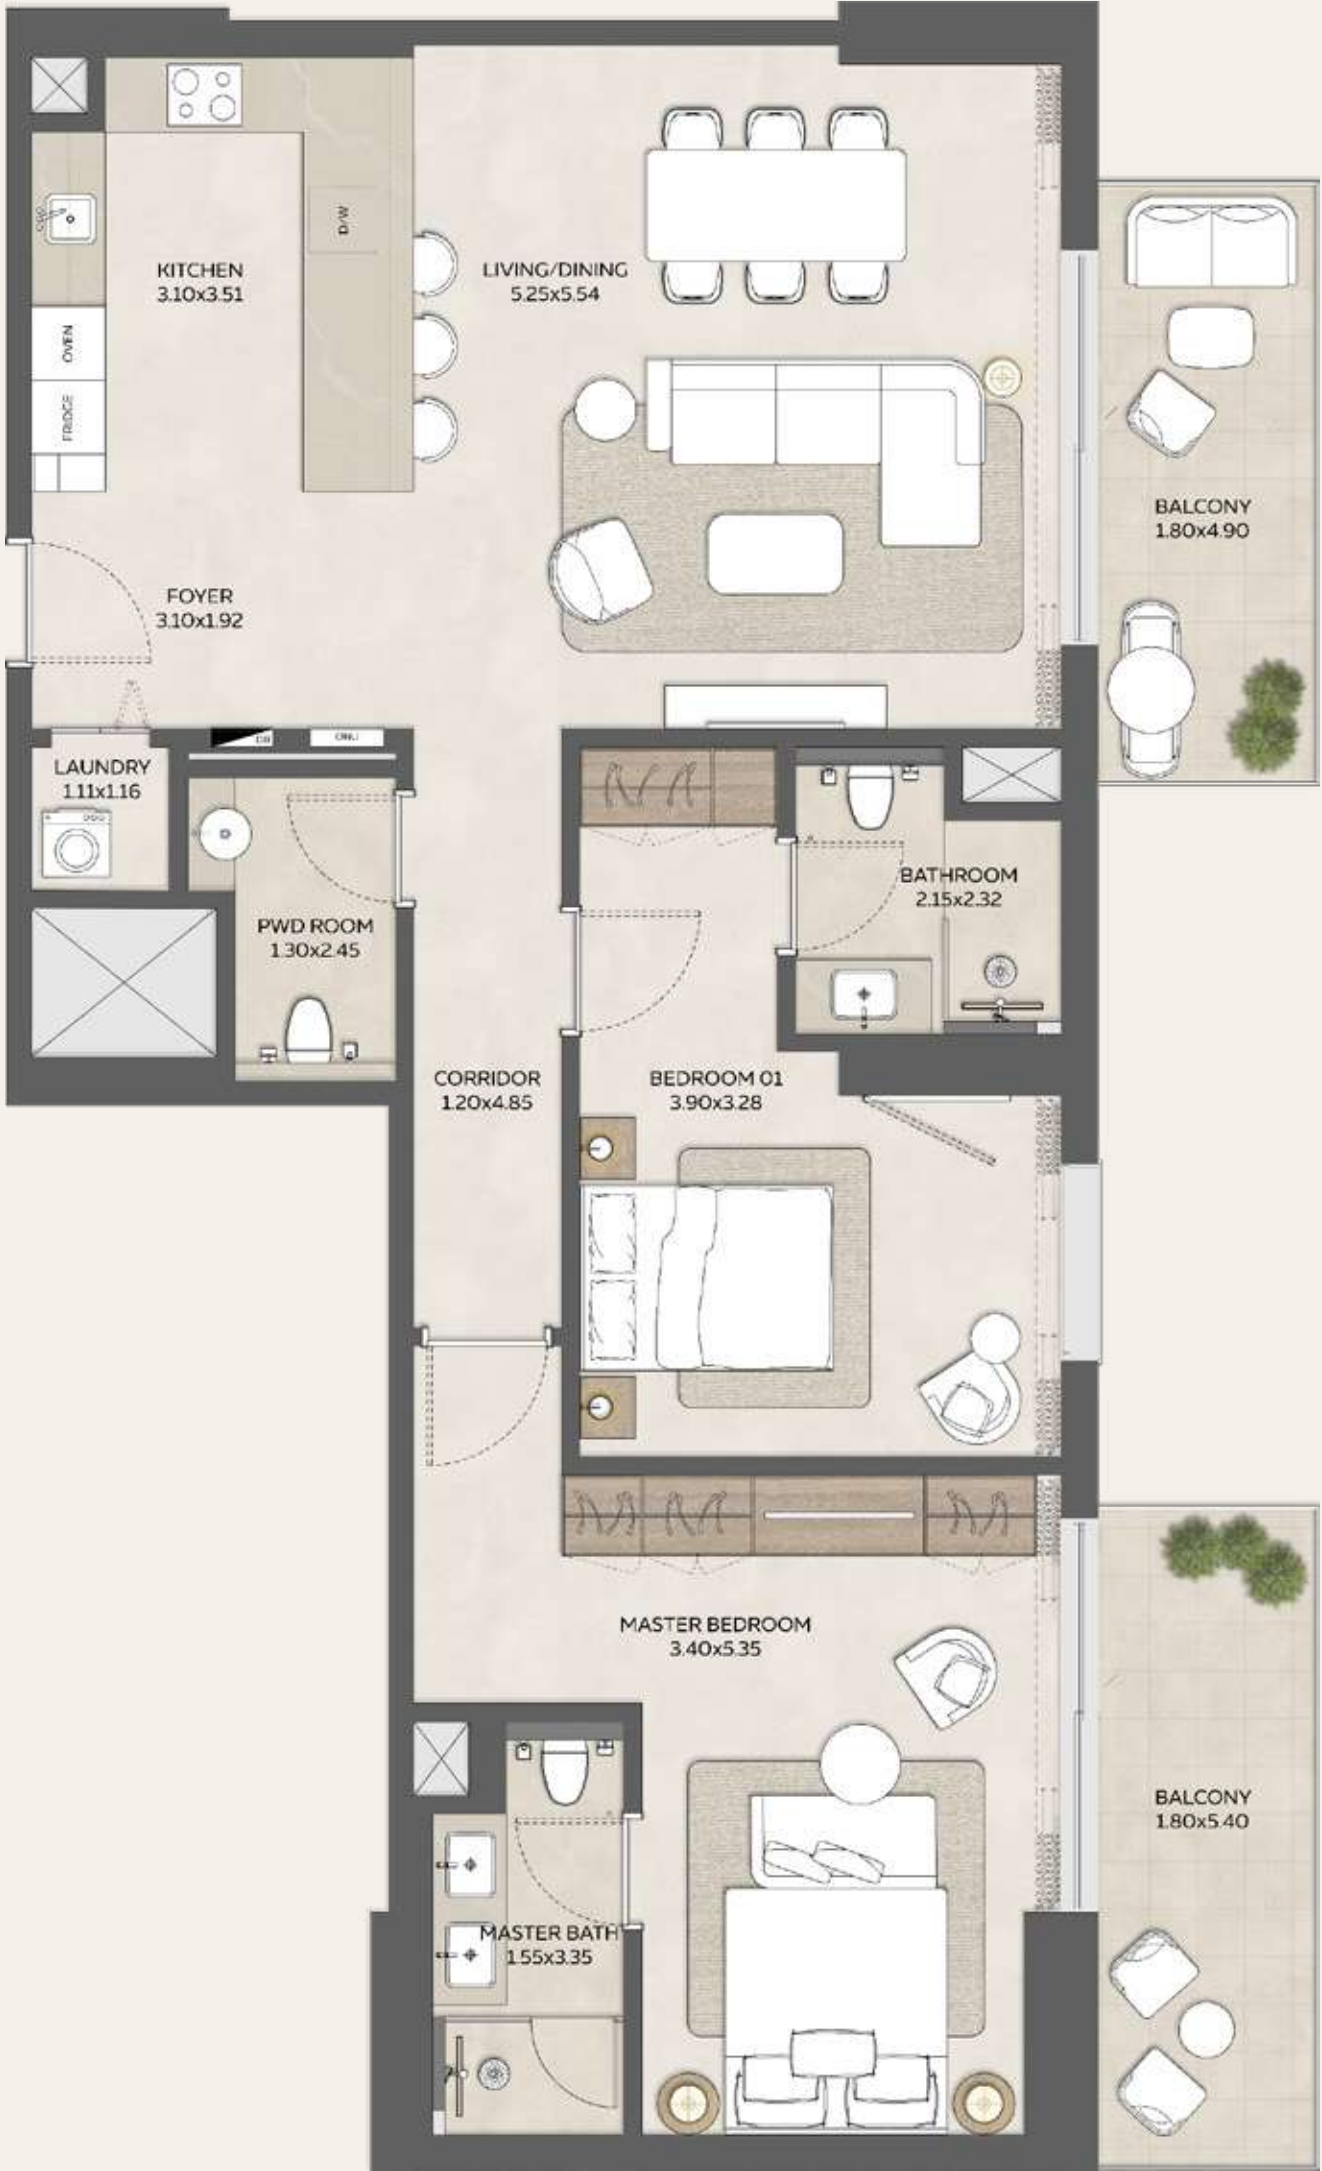 D/W
KITCHEN
3.10x3.51
LIVING/DINING
5.25x5.54
OVEN
FRIDGE
BALCONY
1.80x4.90
FOYER
3.10x1.92
DB
ONU
LAUNDRY
1.11x1.16
BATHROOM
2.15x2.32
PWD ROOM
1.30x2.45
CORRIDOR
1.20x4.85
BEDROOM 01
3.90x3.28
MASTER BEDROOM
3.40x5.35
BALCONY
1.80x5.40
MASTER BATH
1.55x3.35